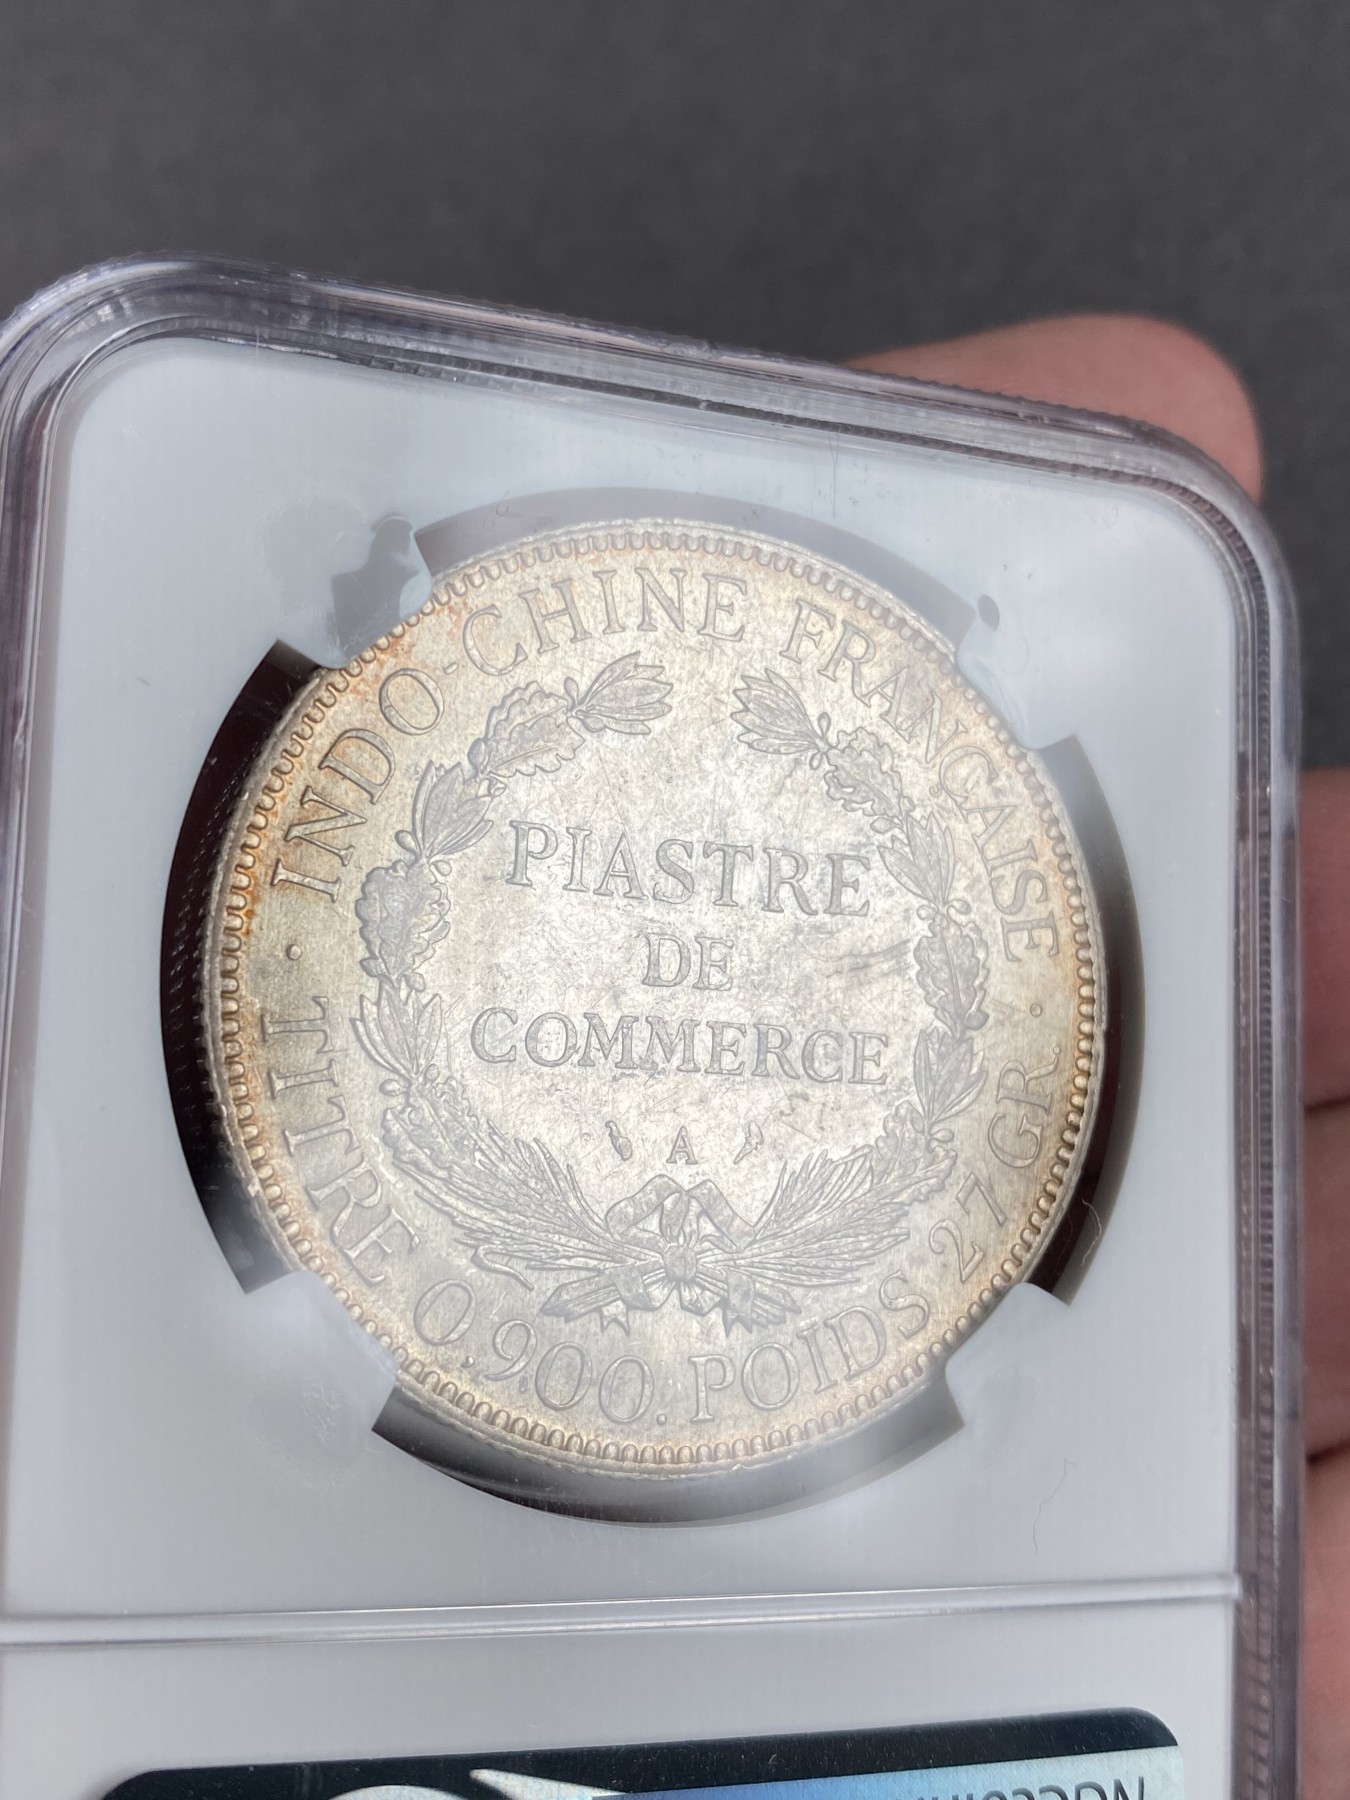 · INDO-CHINE FRANÇAISE ·
PIASTRE
DE
COMMERCE
A
TITRE 0,900. POIDS 27 GR.